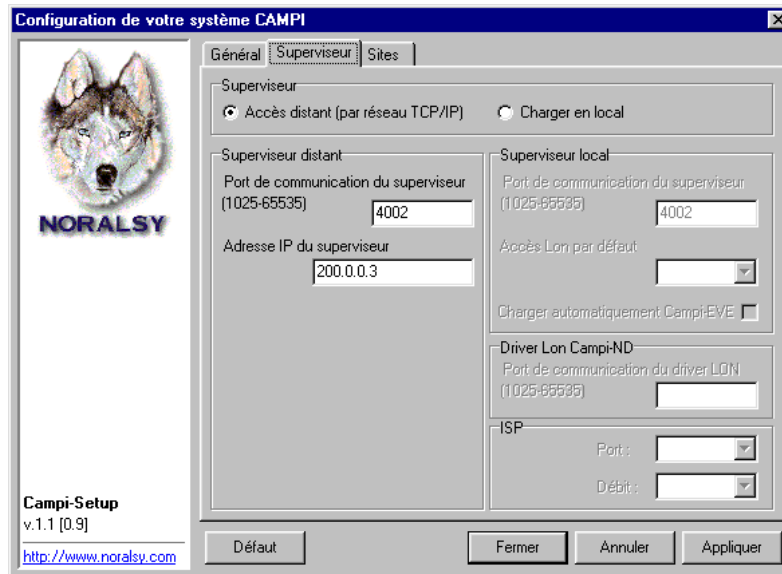 Configuration de votre système CAMPI
Général
Superviseur
Sites
Superviseur
Accès distant (par réseau TCP/IP)
Charger en local
Superviseur distant
Port de communication du superviseur
(1025-65535)
4002
Adresse IP du superviseur
200.0.0.3
Superviseur local
Port de communication du superviseur
(1025-65535)
4002
Accès Lon par défaut
Charger automatiquement Campi-EVE
Driver Lon Campi-ND
Port de communication du driver LON
(1025-65535)
ISP
Port :
Débit :
NORALSY
Campi-Setup
v.1.1 [0.9]
http://www.noralsy.com
Défaut
Fermer
Annuler
Appliquer